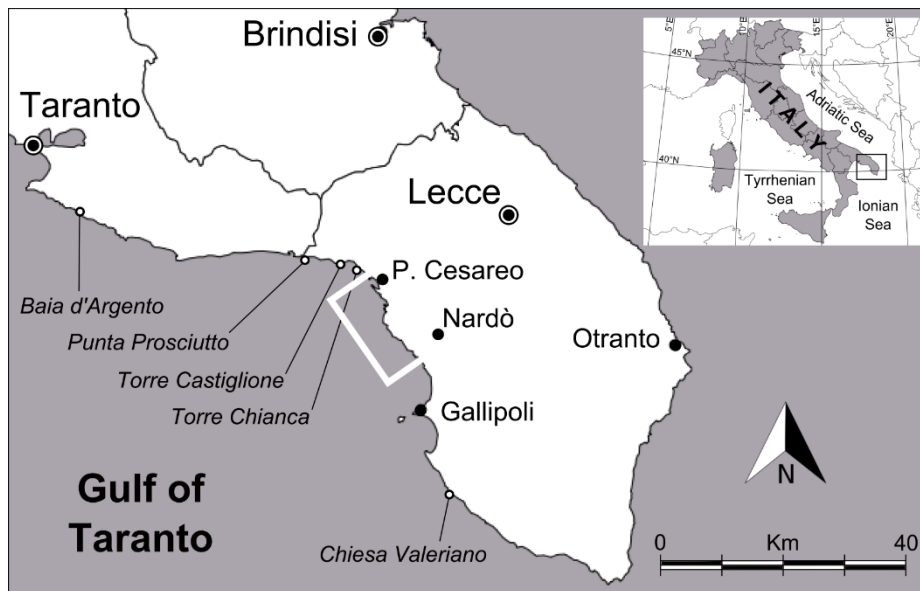 Brindisi
Taranto
Lecce
P. Cesareo
Nardò
Otranto
Gallipoli
Baia d'Argento
Punta Prosciutto
Torre Castiglione
Torre Chianca
Chiesa Valeriano
Gulf of
Taranto
N
0 Km 40
5°E 10°E 15°E 20°E
45°N
40°N
ITALY
Adriatic Sea
Tyrrhenian
Sea
Ionian
Sea